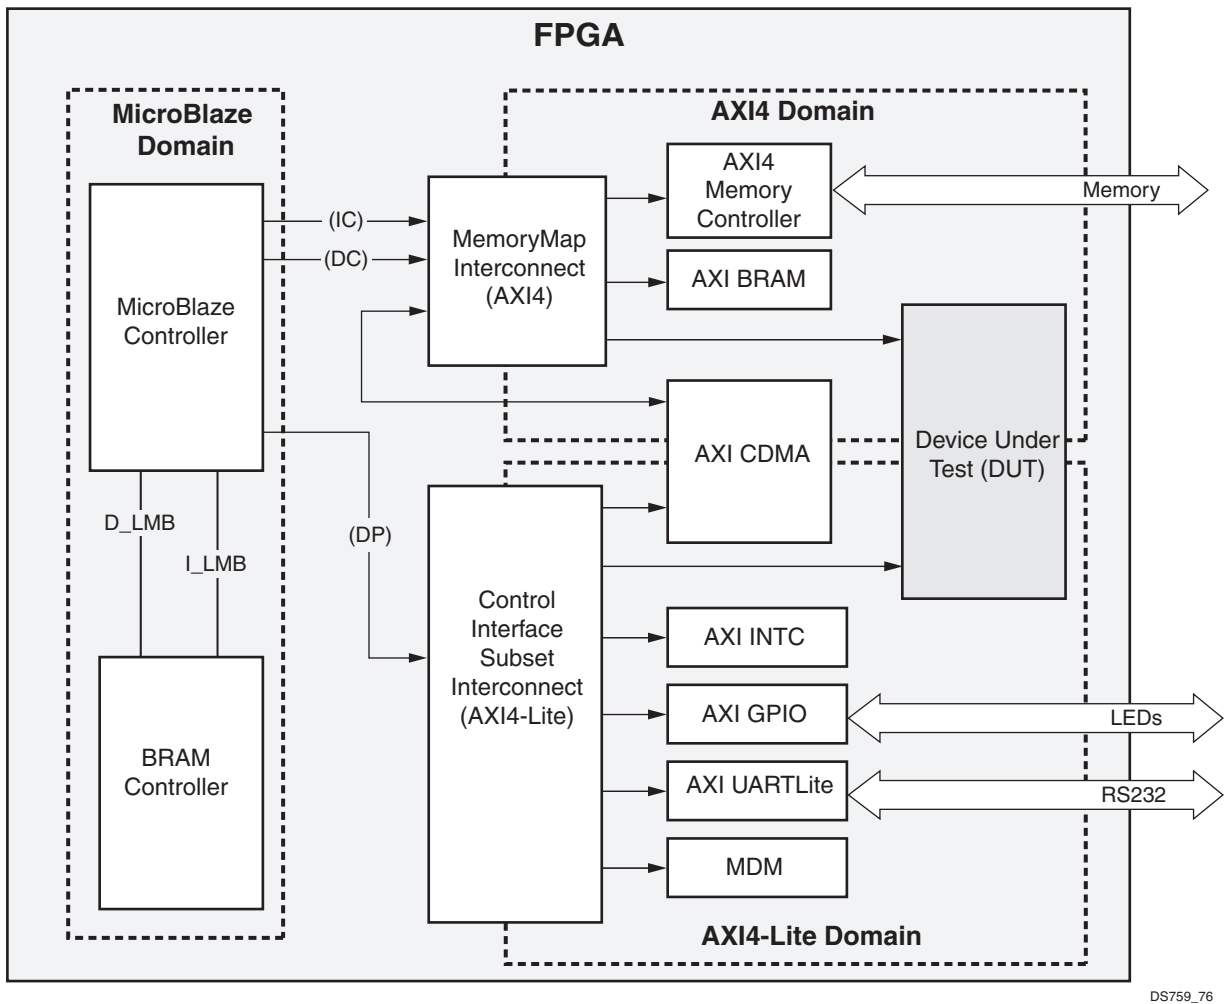 FPGA
MicroBlaze
Domain
AXI4 Domain
MicroBlaze
Controller
(IC)
(DC)
MemoryMap
Interconnect
(AXI4)
AXI4
Memory
Controller
Memory
AXI BRAM
Device Under
Test (DUT)
AXI CDMA
D_LMB
I_LMB
(DP)
Control
Interface
Subset
Interconnect
(AXI4-Lite)
AXI INTC
AXI GPIO
LEDs
AXI UARTLite
RS232
MDM
BRAM
Controller
AXI4-Lite Domain
DS759_76